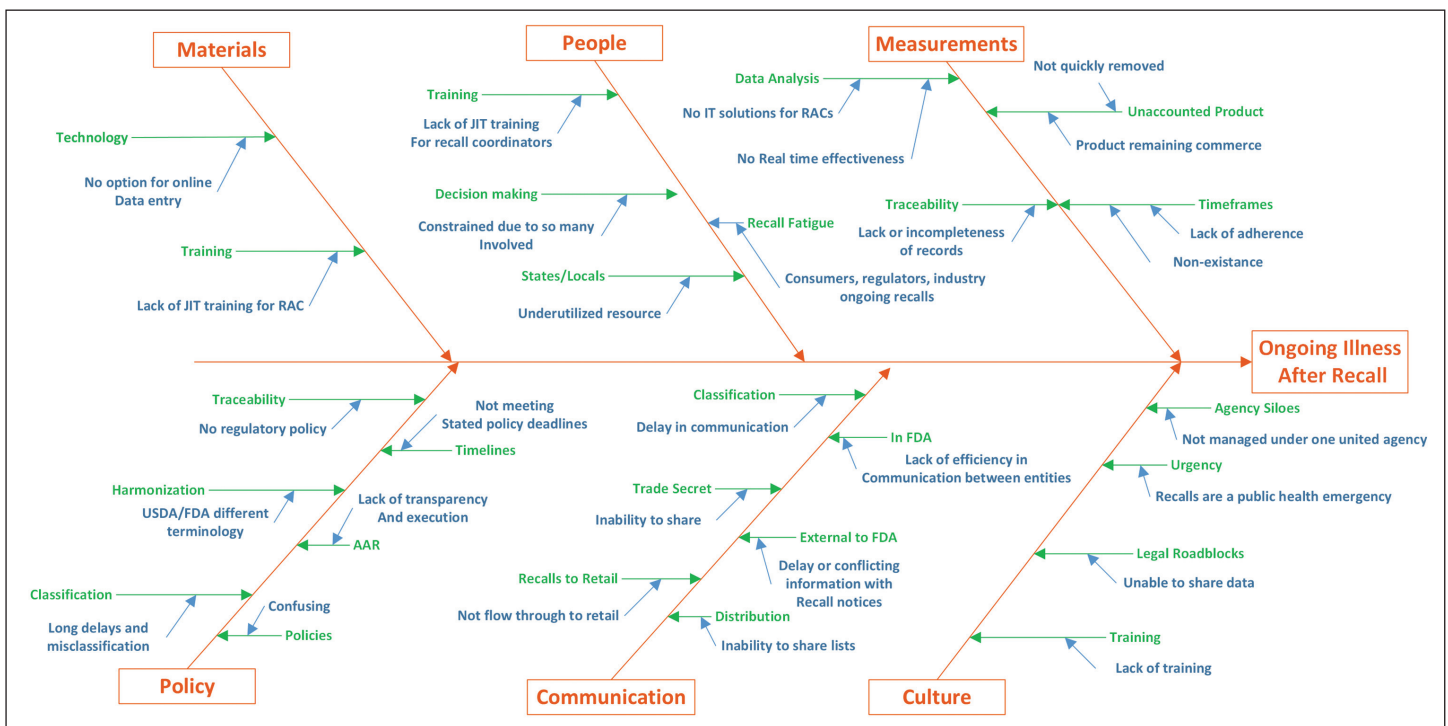 Materials
People
Measurements
Technology
No option for online
Data entry
Training
Lack of JIT training for RAC
Training
Lack of JIT training
For recall coordinators
Decision making
Constrained due to so many
Involved
Recall Fatigue
Consumers, regulators, industry
ongoing recalls
States/Locals
Underutilized resource
Data Analysis
No IT solutions for RACs
No Real time effectiveness
Not quickly removed
Unaccounted Product
Product remaining commerce
Traceability
Lack or incompleteness
of records
Timeframes
Lack of adherence
Non-existance
Ongoing Illness
After Recall
Traceability
No regulatory policy
Not meeting
Stated policy deadlines
Timelines
Harmonization
USDA/FDA different
terminology
Lack of transparency
And execution
AAR
Classification
Long delays and
misclassification
Confusing
Policies
Policy
Classification
Delay in communication
In FDA
Lack of efficiency in
Communication between entities
Trade Secret
Inability to share
External to FDA
Delay or conflicting
information with
Recall notices
Recalls to Retail
Not flow through to retail
Distribution
Inability to share lists
Communication
Agency Siloes
Not managed under one united agency
Urgency
Recalls are a public health emergency
Legal Roadblocks
Unable to share data
Training
Lack of training
Culture